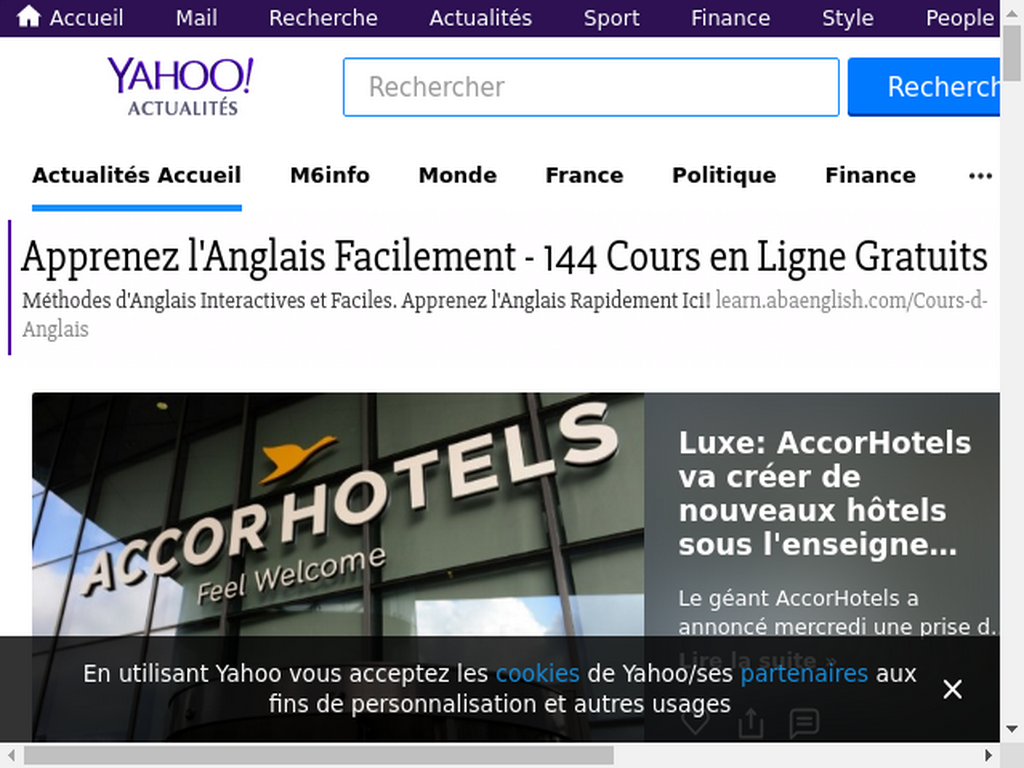 Accueil Mail Recherche Actualités Sport Finance Style People
YAHOO!
ACTUALITÉS
Rechercher
Recherch
Actualités Accueil M6info Monde France Politique Finance ...
Apprenez l'Anglais Facilement - 144 Cours en Ligne Gratuits
Méthodes d'Anglais Interactives et Faciles. Apprenez l'Anglais Rapidement Ici! learn.abaenglish.com/Cours-d-
Anglais
ACCORHOTELS
Feel Welcome
Luxe: AccorHotels
va créer de
nouveaux hôtels
sous l'enseigne...
Le géant AccorHotels a
annoncé mercredi une prise d...
Lire la suite »
En utilisant Yahoo vous acceptez les cookies de Yahoo/ses partenaires aux
fins de personnalisation et autres usages